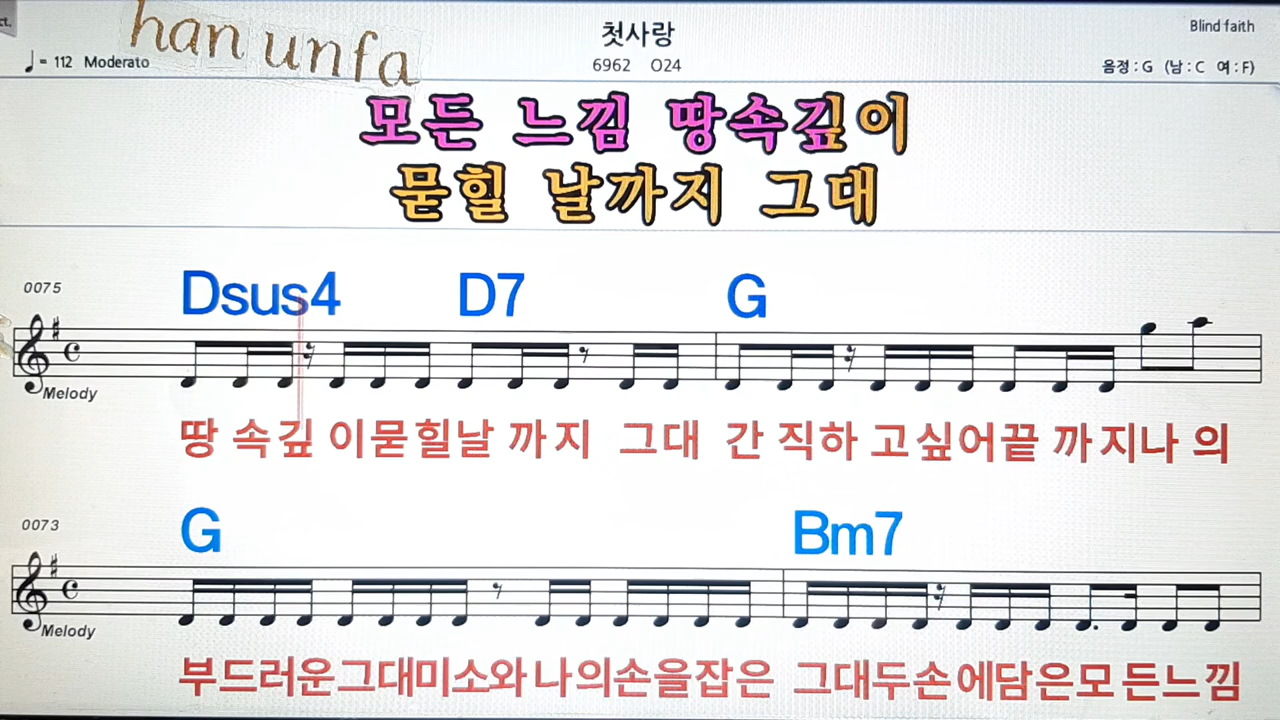 ct.
han unfa
첫사랑
Blind faith
♩= 112 Moderato
6962 O24
음정 : G (남 : C 여 : F)
모든 느낌 땅속깊이
묻힐 날까지 그대
0075
Dsus4 D7 G
Melody
땅 속깊 이묻힐날 까지 그대 간 직하 고싶어끝 까지나 의
0073
G Bm7
Melody
부드러운그대미소와나의손을잡은 그대두손에담은모든느낌